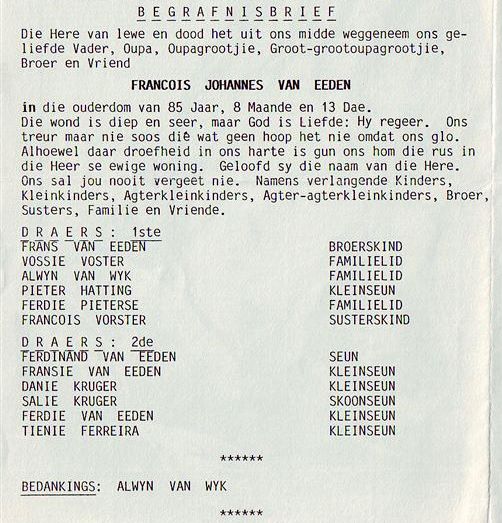 B E G R A F N I S B R I E F
Die Here van lewe en dood het uit ons midde weggeneem ons ge-
liefde Vader, Oupa, Oupagrootjie, Groot-grootoupagrootjie,
Broer en Vriend
FRANCOIS JOHANNES VAN EEDEN
in die ouderdom van 85 Jaar, 8 Maande en 13 Dae.
Die wond is diep en seer, maar God is Liefde: Hy regeer. Ons
treur maar nie soos diè wat geen hoop het nie omdat ons glo.
Alhoewel daar droefheid in ons harte is gun ons hom die rus in
die Heer se ewige woning. Geloofd sy die naam van die Here.
Ons sal jou nooit vergeet nie. Namens verlangende Kinders,
Kleinkinders, Agterkleinkinders, Agter-agterkleinkinders, Broer,
Susters, Familie en Vriende.
D R A E R S : 1ste
FRANS VAN EEDEN BROERSKIND
VOSSIE VOSTER FAMILIELID
ALWYN VAN WYK FAMILIELID
PIETER HATTING KLEINSEUN
FERDIE PIETERSE FAMILIELID
FRANCOIS VORSTER SUSTERSKIND
D R A E R S : 2de
FERDINAND VAN EEDEN SEUN
FRANSIE VAN EEDEN KLEINSEUN
DANIE KRUGER KLEINSEUN
SALIE KRUGER SKOONSEUN
FERDIE VAN EEDEN KLEINSEUN
TIENIE FERREIRA KLEINSEUN
******
BEDANKINGS: ALWYN VAN WYK
******